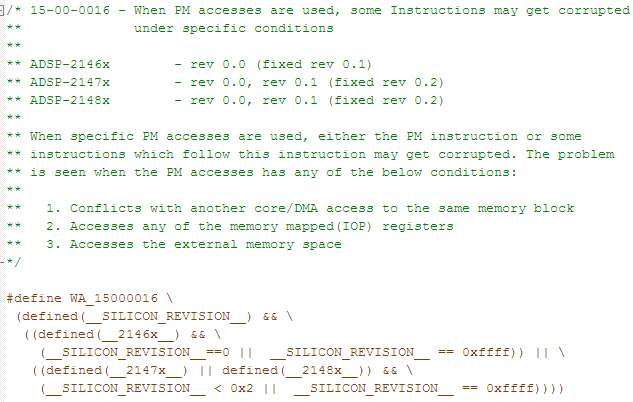 /* 15-00-0016 - When PM accesses are used, some Instructions may get corrupted
** under specific conditions
**
** ADSP-2146x - rev 0.0 (fixed rev 0.1)
** ADSP-2147x - rev 0.0, rev 0.1 (fixed rev 0.2)
** ADSP-2148x - rev 0.0, rev 0.1 (fixed rev 0.2)
**
** When specific PM accesses are used, either the PM instruction or some
** instructions which follow this instruction may get corrupted. The problem
** is seen when the PM accesses has any of the below conditions:
**
** 1. Conflicts with another core/DMA access to the same memory block
** 2. Accesses any of the memory mapped(IOP) registers
** 3. Accesses the external memory space
*/
#define WA_15000016 \
(defined(__SILICON_REVISION__) && \
((defined(__2146x__) && \
(__SILICON_REVISION__==0 || __SILICON_REVISION__ == 0xffff)) || \
((defined(__2147x__) || defined(__2148x__)) && \
(__SILICON_REVISION__ < 0x2 || __SILICON_REVISION__ == 0xffff))))